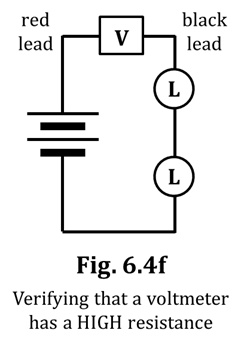 red lead
black lead
V
L
L
Fig. 6.4f
Verifying that a voltmeter
has a HIGH resistance